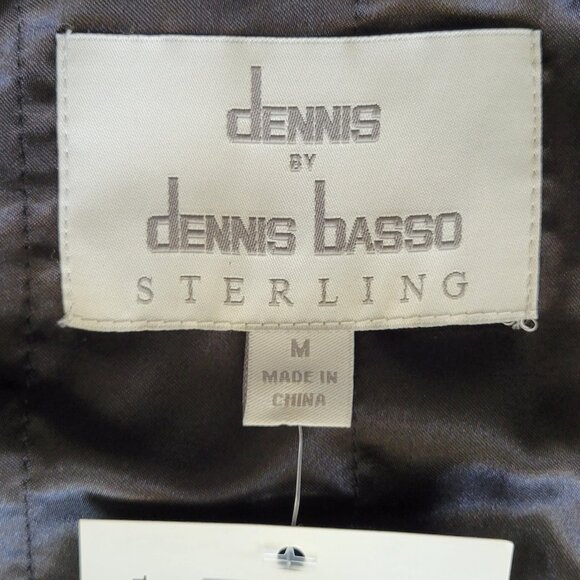 dENNIS
BY
dENNIS bASSO
STERLING
M
MADE IN
CHINA